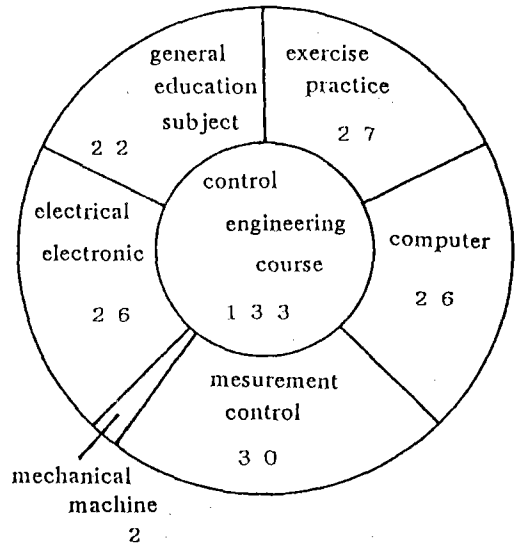 general
education
subject
2 2
exercise
practice
2 7
control
engineering
course
1 3 3
electrical
electronic
2 6
computer
2 6
mesurement
control
3 0
mechanical
machine
2